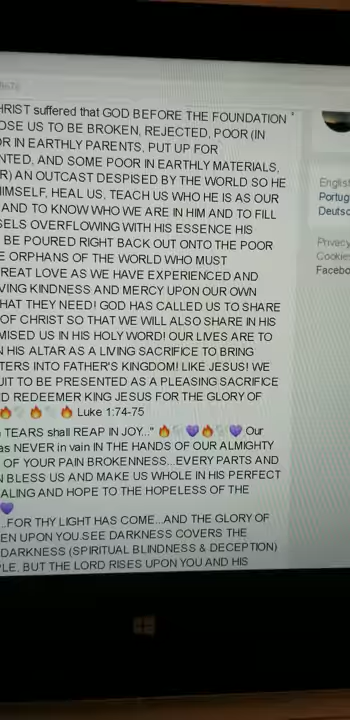 HRIST suffered that GOD BEFORE THE FOUNDATION
OSE US TO BE BROKEN, REJECTED, POOR (IN
R IN EARTHLY PARENTS, PUT UP FOR
NTED, AND SOME POOR IN EARTHLY MATERIALS,
R) AN OUTCAST DESPISED BY THE WORLD SO HE
HIMSELF, HEAL US, TEACH US WHO HE IS AS OUR
AND TO KNOW WHO WE ARE IN HIM AND TO FILL
SELS OVERFLOWING WITH HIS ESSENCE HIS
BE POURED RIGHT BACK OUT ONTO THE POOR
E ORPHANS OF THE WORLD WHO MUST
REAT LOVE AS WE HAVE EXPERIENCED AND
VING KINDNESS AND MERCY UPON OUR OWN
HAT THEY NEED! GOD HAS CALLED US TO SHARE
OF CHRIST SO THAT WE WILL ALSO SHARE IN HIS
MISED US IN HIS HOLY WORD! OUR LIVES ARE TO
N HIS ALTAR AS A LIVING SACRIFICE TO BRING
TERS INTO FATHER'S KINGDOM! LIKE JESUS! WE
UIT TO BE PRESENTED AS A PLEASING SACRIFICE
D REDEEMER KING JESUS FOR THE GLORY OF
🔥 🔥 🔥 Luke 1:74-75
TEARS shall REAP IN JOY..." 🔥 💜🔥 💜 Our
as NEVER in vain IN THE HANDS OF OUR ALMIGHTY
OF YOUR PAIN BROKENNESS...EVERY PARTS AND
N BLESS US AND MAKE US WHOLE IN HIS PERFECT
ALING AND HOPE TO THE HOPELESS OF THE
💜
..FOR THY LIGHT HAS COME...AND THE GLORY OF
EN UPON YOU.SEE DARKNESS COVERS THE
DARKNESS (SPIRITUAL BLINDNESS & DECEPTION)
PLE, BUT THE LORD RISES UPON YOU AND HIS
English
Portug
Deutsc
Privacy
Cookie
Facebo